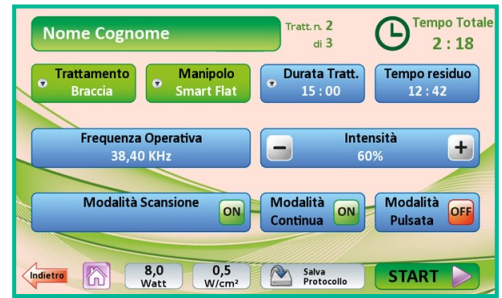 Nome Cognome
Tratt. n. 2
di 3
Tempo Totale
2 : 18
Trattamento
Braccia
Manipolo
Smart Flat
Durata Tratt.
15 : 00
Tempo residuo
12 : 42
Frequenza Operativa
38,40 KHz
Intensità
60%
Modalità Scansione
ON
Modalità
Continua
ON
Modalità
Pulsata
OFF
Indietro
8,0
Watt
0,5
W/cm²
Salva
Protocollo
START